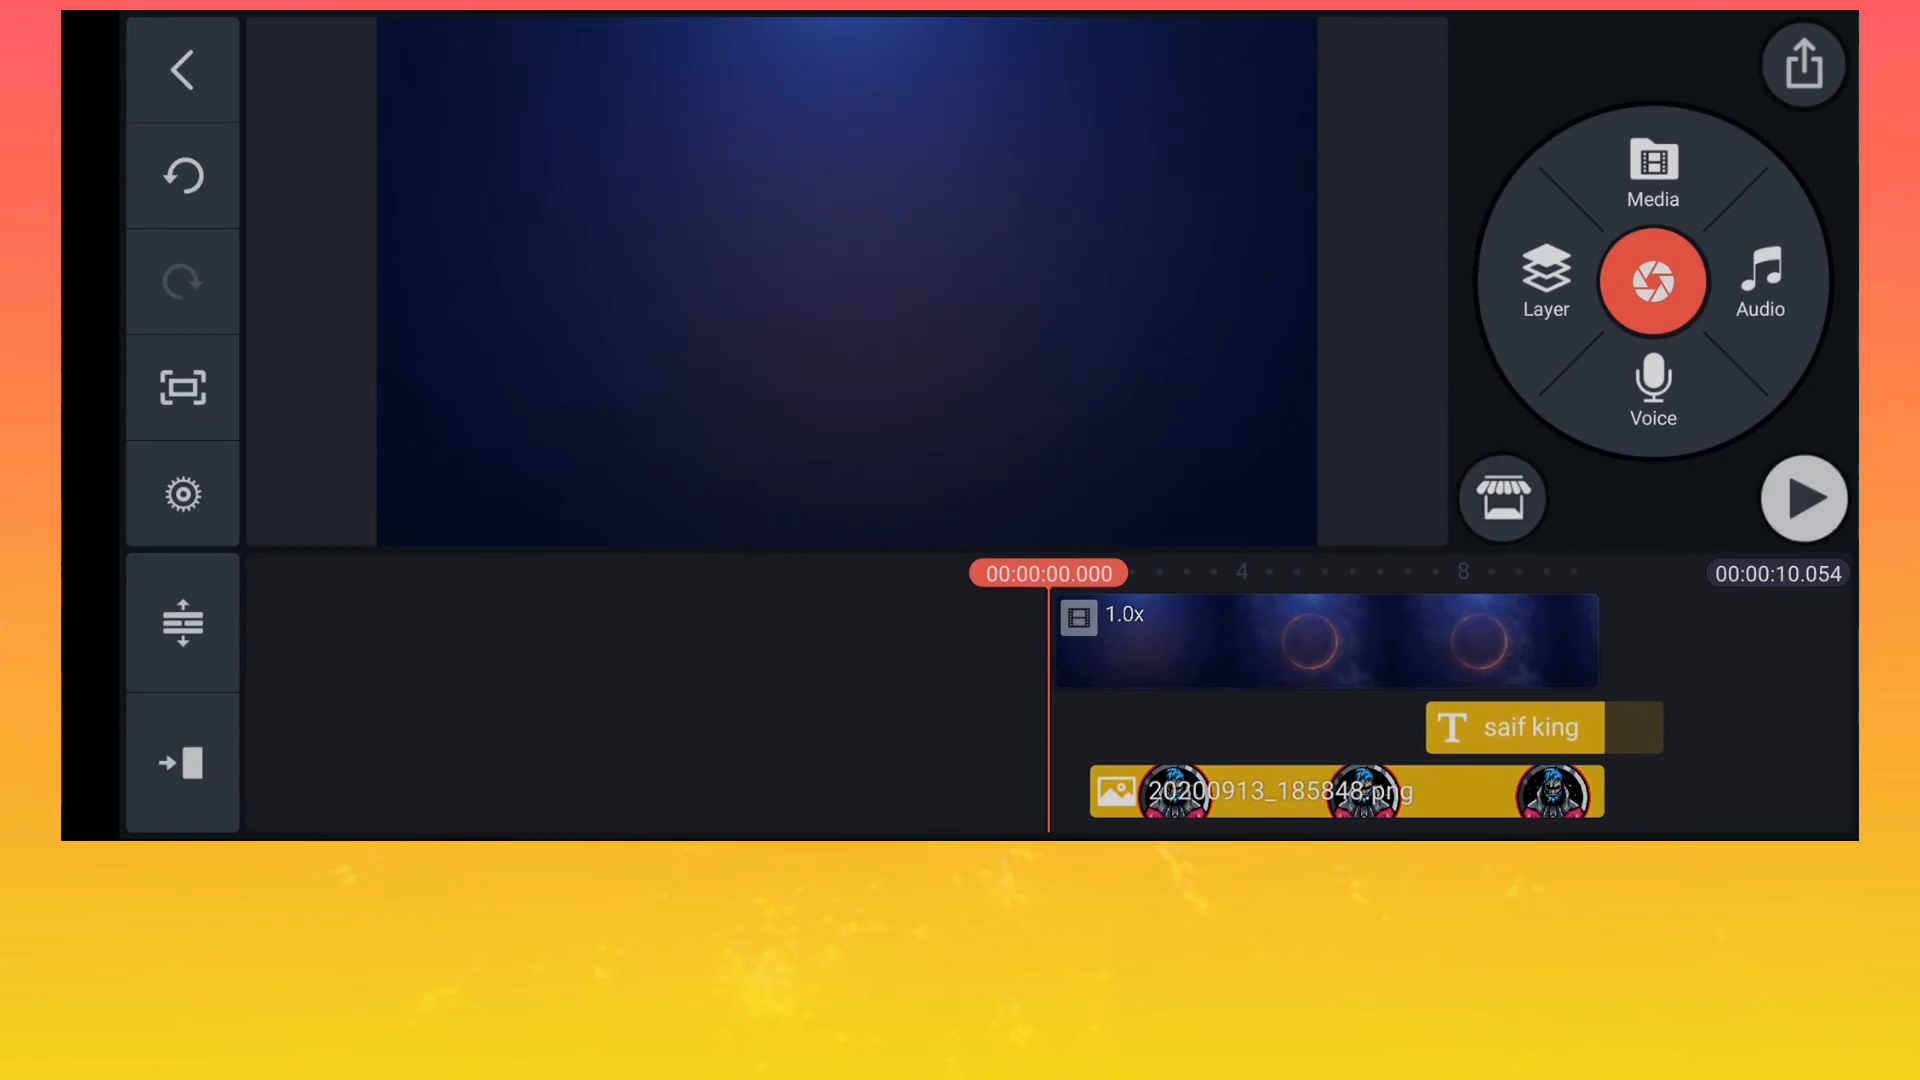 Media
Layer
Audio
Voice
00:00:00.000
4
8
00:00:10.054
1.0x
saif king
20200913_185848.png